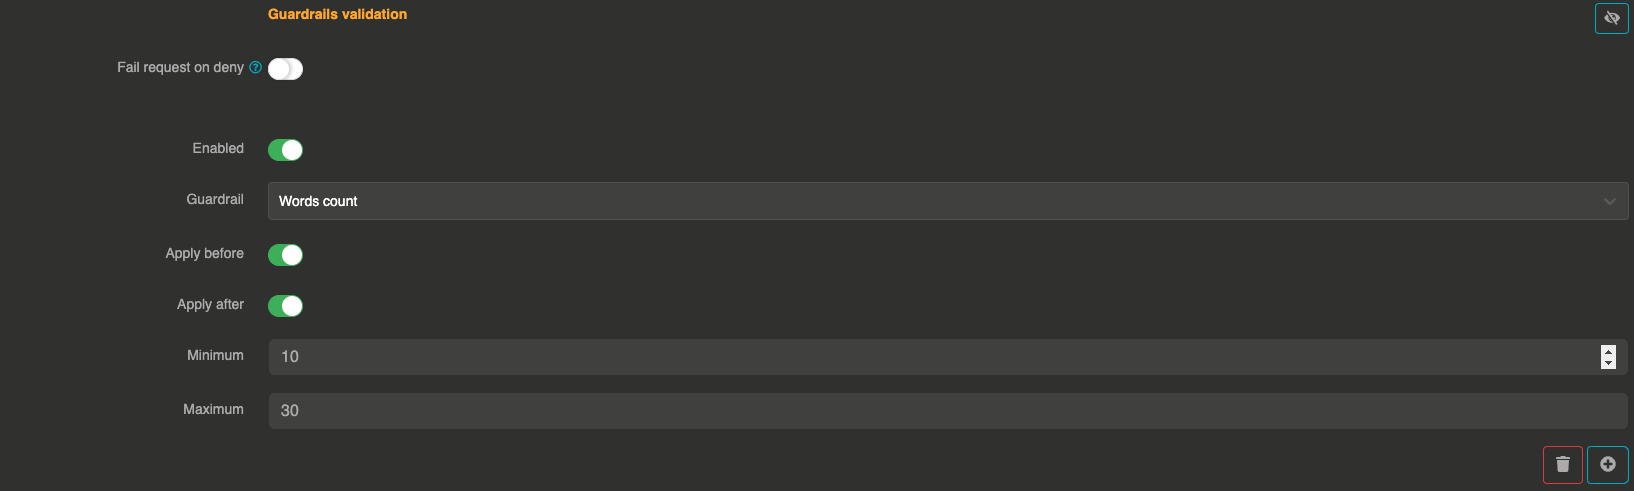 Guardrails validation
Fail request on deny
Enabled
Guardrail Words count
Apply before
Apply after
Minimum 10
Maximum 30